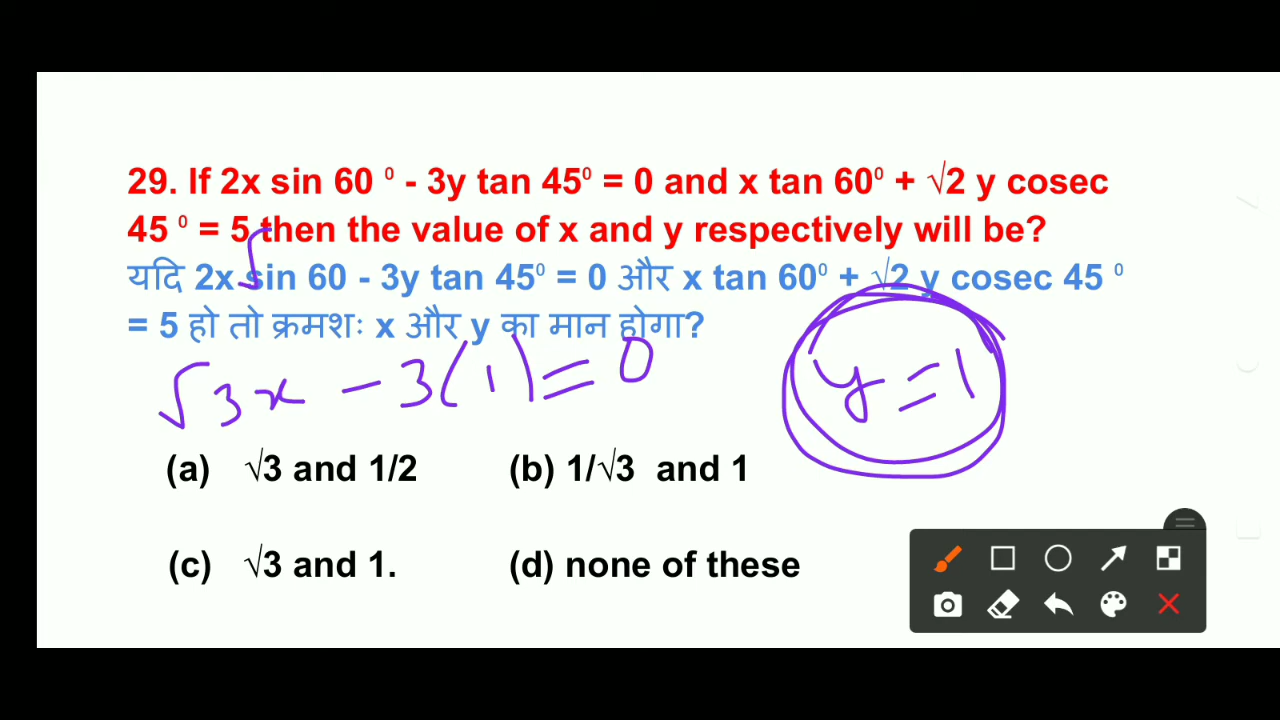 29. If 2x sin 60 ⁰ - 3y tan 45⁰ = 0 and x tan 60⁰ + √2 y cosec
45 ⁰ = 5 then the value of x and y respectively will be?
यदि 2x sin 60 - 3y tan 45⁰ = 0 और x tan 60⁰ + √2 y cosec 45 ⁰
= 5 हो तो क्रमशः x और y का मान होगा?
√3x - 3(1) = 0
y = 1
(a) √3 and 1/2 (b) 1/√3 and 1
(c) √3 and 1. (d) none of these